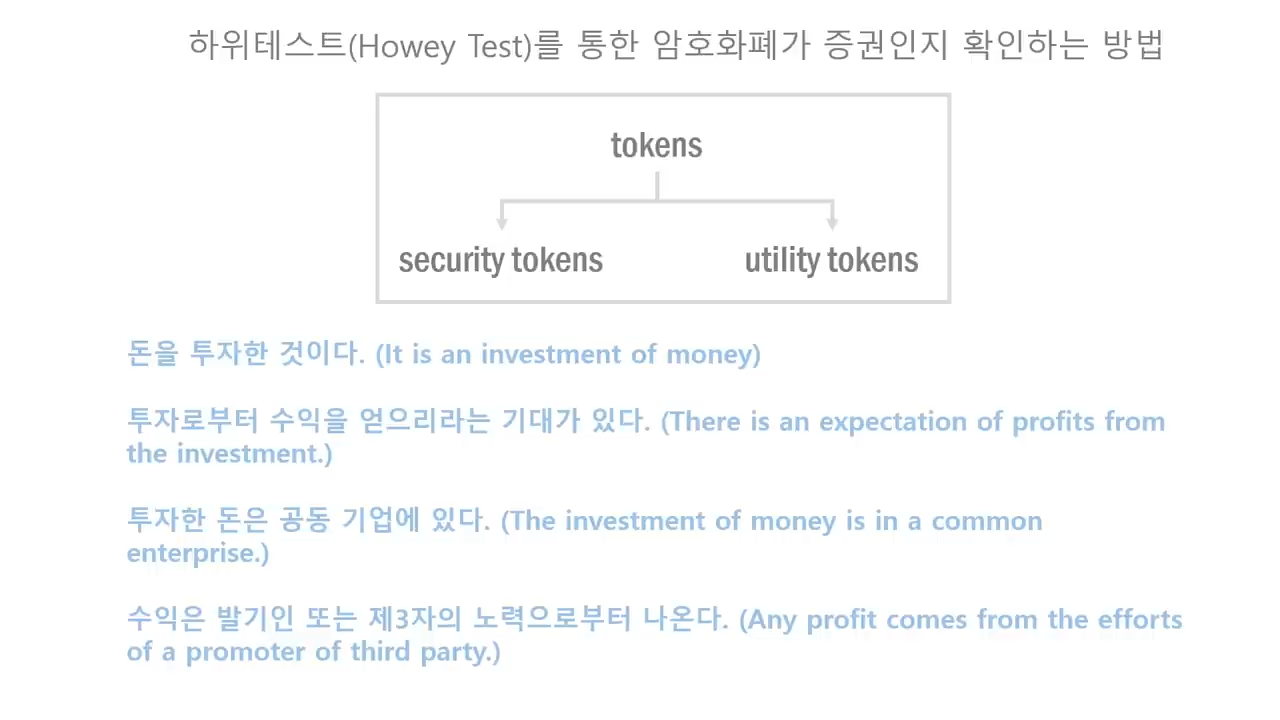 하위테스트(Howey Test)를 통한 암호화폐가 증권인지 확인하는 방법
tokens
security tokens
utility tokens
돈을 투자한 것이다. (It is an investment of money)
투자로부터 수익을 얻으리라는 기대가 있다. (There is an expectation of profits from
the investment.)
투자한 돈은 공동 기업에 있다. (The investment of money is in a common
enterprise.)
수익은 발기인 또는 제3자의 노력으로부터 나온다. (Any profit comes from the efforts
of a promoter of third party.)